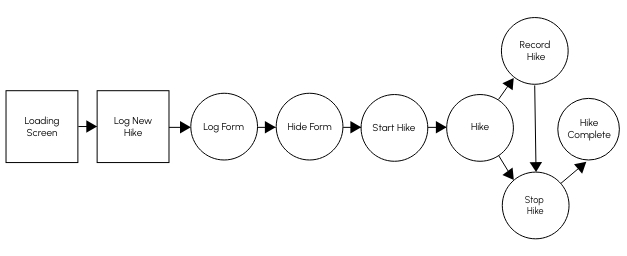 Loading
Screen
Log New
Hike
Log Form
Hide Form
Start Hike
Hike
Record
Hike
Stop
Hike
Hike
Complete